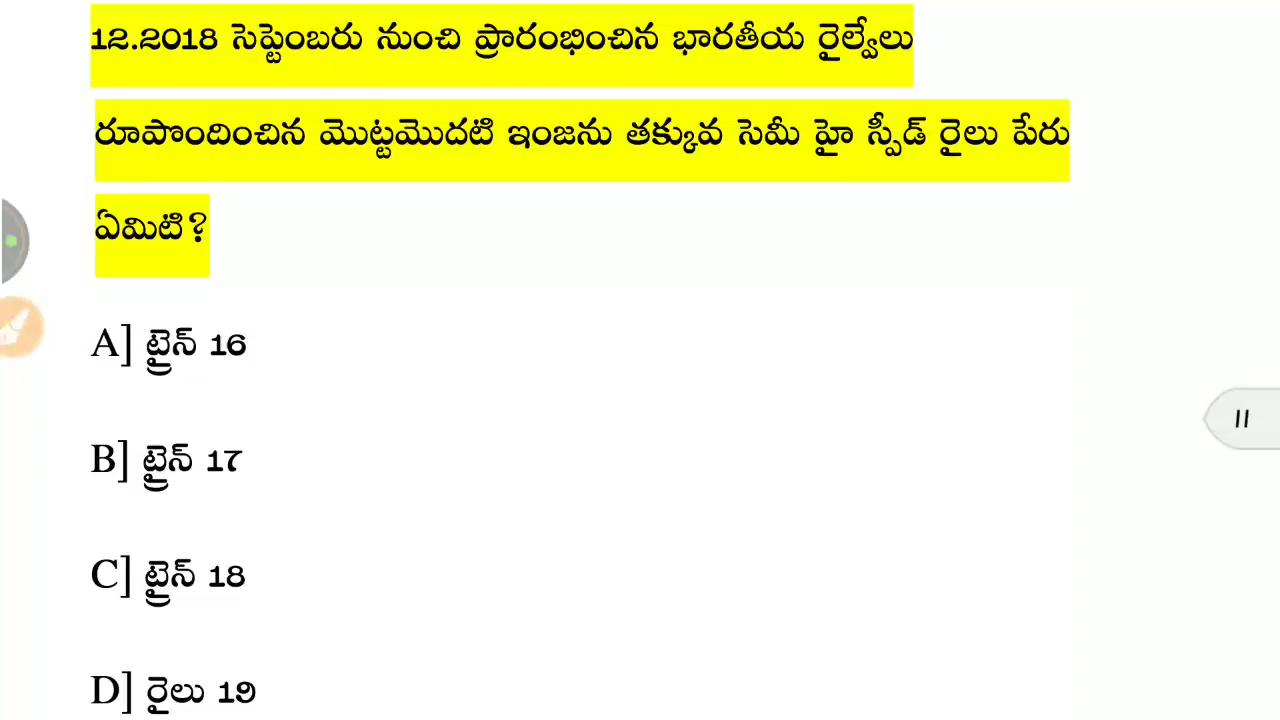 12.2018 సెప్టెంబరు నుంచి ప్రారంభించిన భారతీయ రైల్వేలు
రూపొందించిన మొట్టమొదటి ఇంజను తక్కువ సెమీ హై స్పీడ్ రైలు పేరు
ఏమిటి?
A] ట్రైన్ 16
B] ట్రైన్ 17
C] ట్రైన్ 18
D] రైలు 19